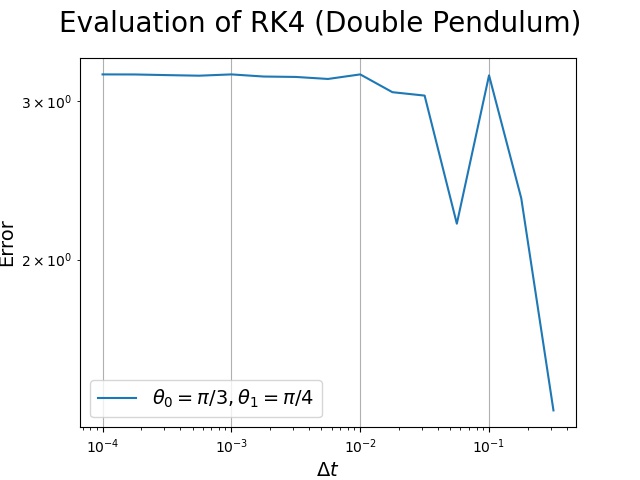 Evaluation of RK4 (Double Pendulum)
Error
3 × 10⁰
2 × 10⁰
θ₀ = π/3, θ₁ = π/4
10⁻⁴ 10⁻³ 10⁻² 10⁻¹
Δt